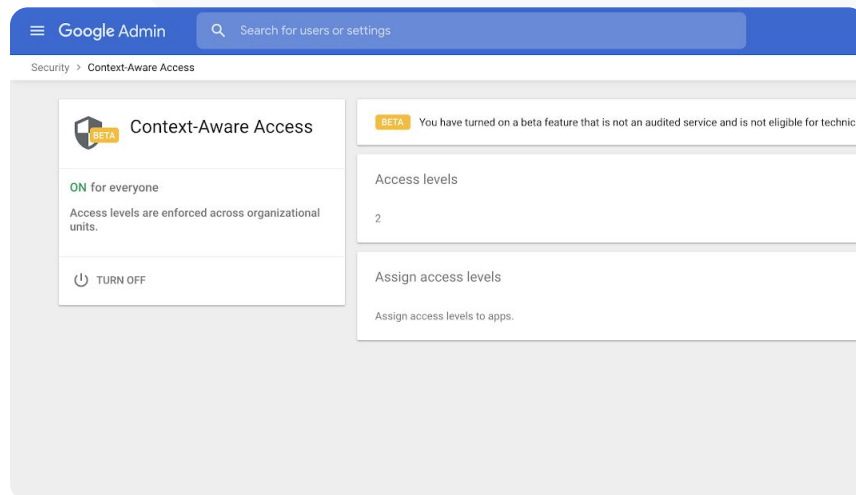 Google Admin
Search for users or settings
Security > Context-Aware Access
BETA
Context-Aware Access
ON for everyone
Access levels are enforced across organizational
units.
TURN OFF
BETA You have turned on a beta feature that is not an audited service and is not eligible for technic
Access levels
2
Assign access levels
Assign access levels to apps.